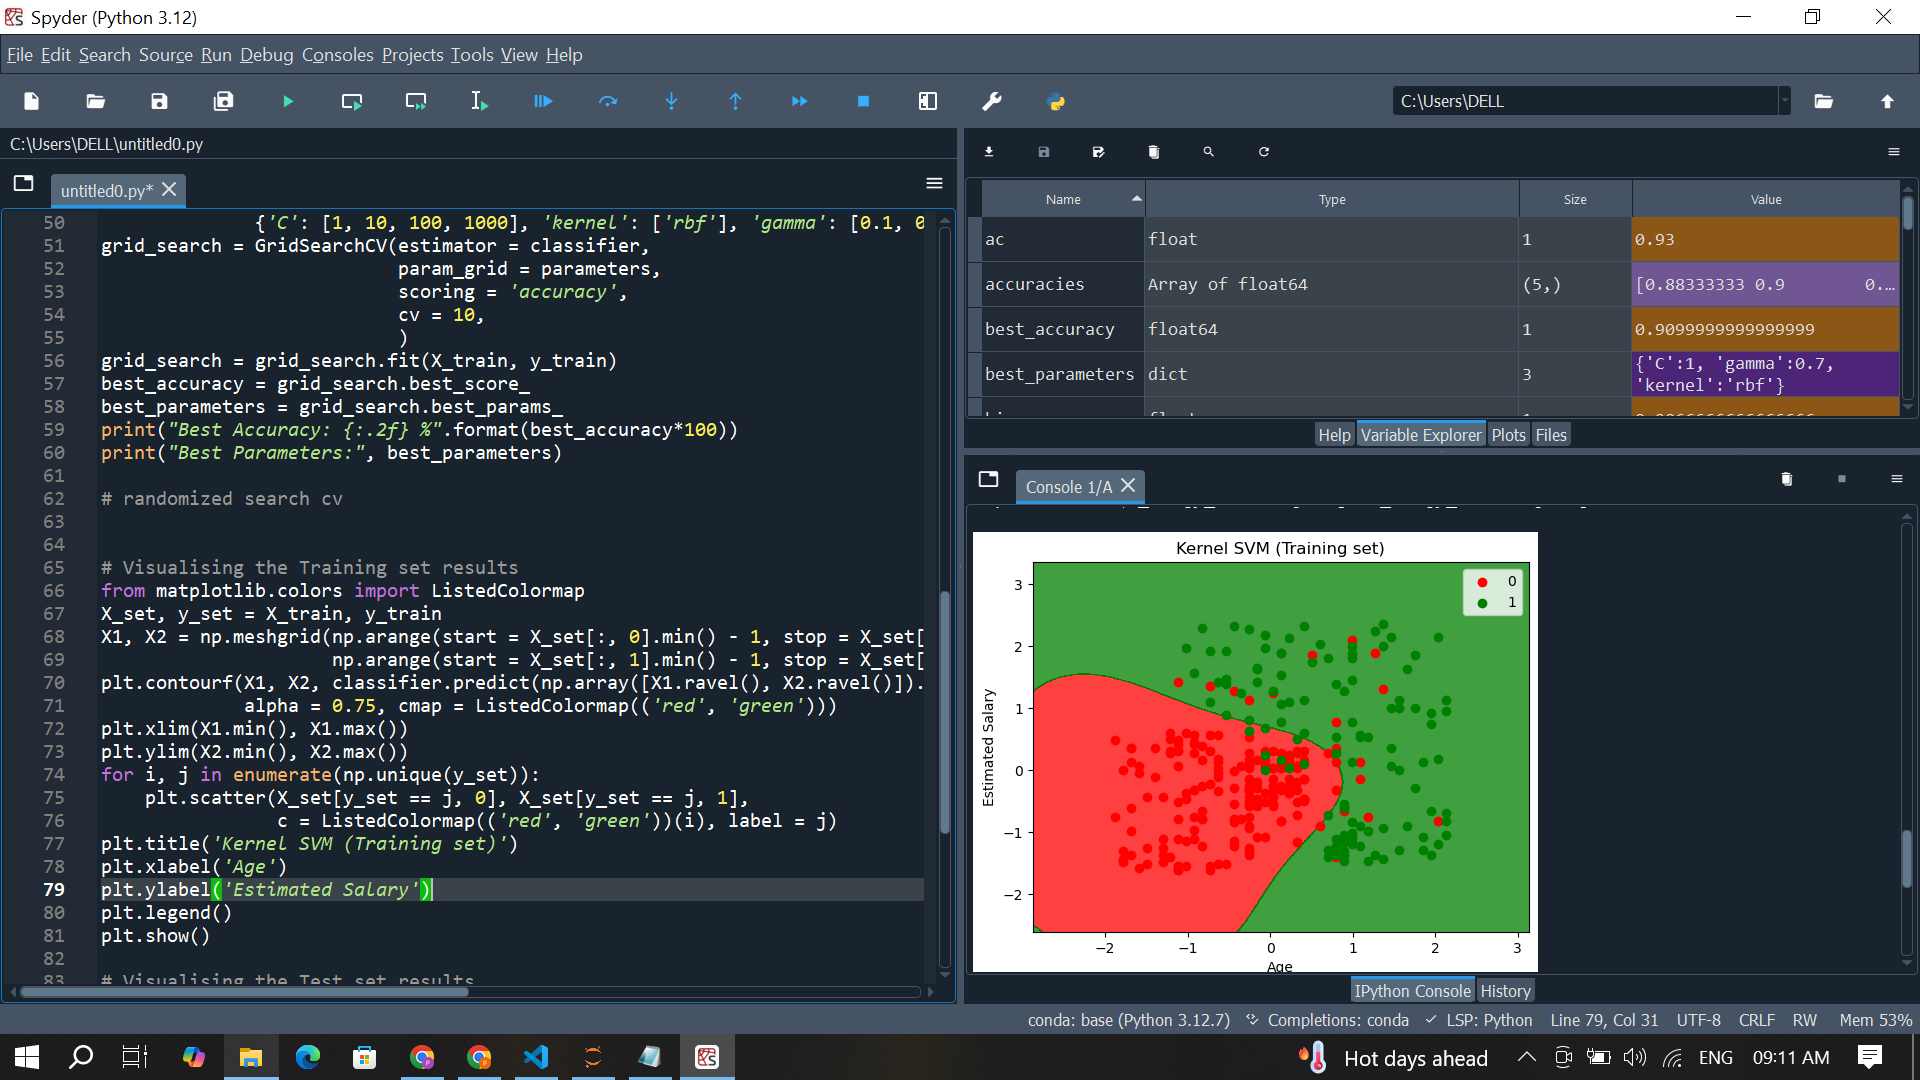 Spyder (Python 3.12)
File Edit Search Source Run Debug Consoles Projects Tools View Help
C:\Users\DELL
C:\Users\DELL\untitled0.py
untitled0.py*
50 {'C': [1, 10, 100, 1000], 'kernel': ['rbf'], 'gamma': [0.1, 0
51 grid_search = GridSearchCV(estimator = classifier,
52 param_grid = parameters,
53 scoring = 'accuracy',
54 cv = 10,
55 )
56 grid_search = grid_search.fit(X_train, y_train)
57 best_accuracy = grid_search.best_score_
58 best_parameters = grid_search.best_params_
59 print("Best Accuracy: {:.2f} %".format(best_accuracy*100))
60 print("Best Parameters:", best_parameters)
61
62 # randomized search cv
63
64
65 # Visualising the Training set results
66 from matplotlib.colors import ListedColormap
67 X_set, y_set = X_train, y_train
68 X1, X2 = np.meshgrid(np.arange(start = X_set[:, 0].min() - 1, stop = X_set[
69 np.arange(start = X_set[:, 1].min() - 1, stop = X_set[
70 plt.contourf(X1, X2, classifier.predict(np.array([X1.ravel(), X2.ravel()]).
71 alpha = 0.75, cmap = ListedColormap(('red', 'green')))
72 plt.xlim(X1.min(), X1.max())
73 plt.ylim(X2.min(), X2.max())
74 for i, j in enumerate(np.unique(y_set)):
75 plt.scatter(X_set[y_set == j, 0], X_set[y_set == j, 1],
76 c = ListedColormap(('red', 'green'))(i), label = j)
77 plt.title('Kernel SVM (Training set)')
78 plt.xlabel('Age')
79 plt.ylabel('Estimated Salary')
80 plt.legend()
81 plt.show()
82
83 # Visualising the Test set results
Name Type Size Value
ac float 1 0.93
accuracies Array of float64 (5,) [0.88333333 0.9 0.…
best_accuracy float64 1 0.9099999999999999
best_parameters dict 3 {'C':1, 'gamma':0.7,
'kernel':'rbf'}
Help Variable Explorer Plots Files
Console 1/A
Kernel SVM (Training set)
0
1
3
2
1
0
−1
−2
Estimated Salary
−2 −1 0 1 2 3
Age
IPython Console History
conda: base (Python 3.12.7) Completions: conda LSP: Python Line 79, Col 31 UTF-8 CRLF RW Mem 53%
Hot days ahead ENG 09:11 AM